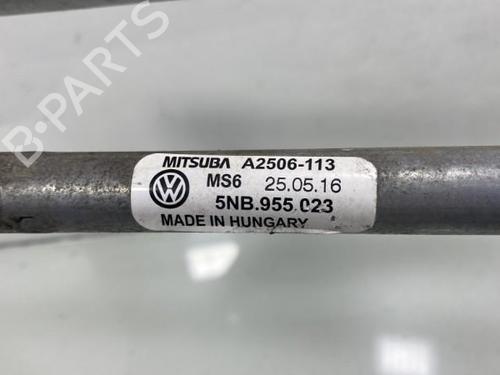 MITSUBA A2506-113
MS6 25.05.16
5NB.955.023
MADE IN HUNGARY
B-PARTS